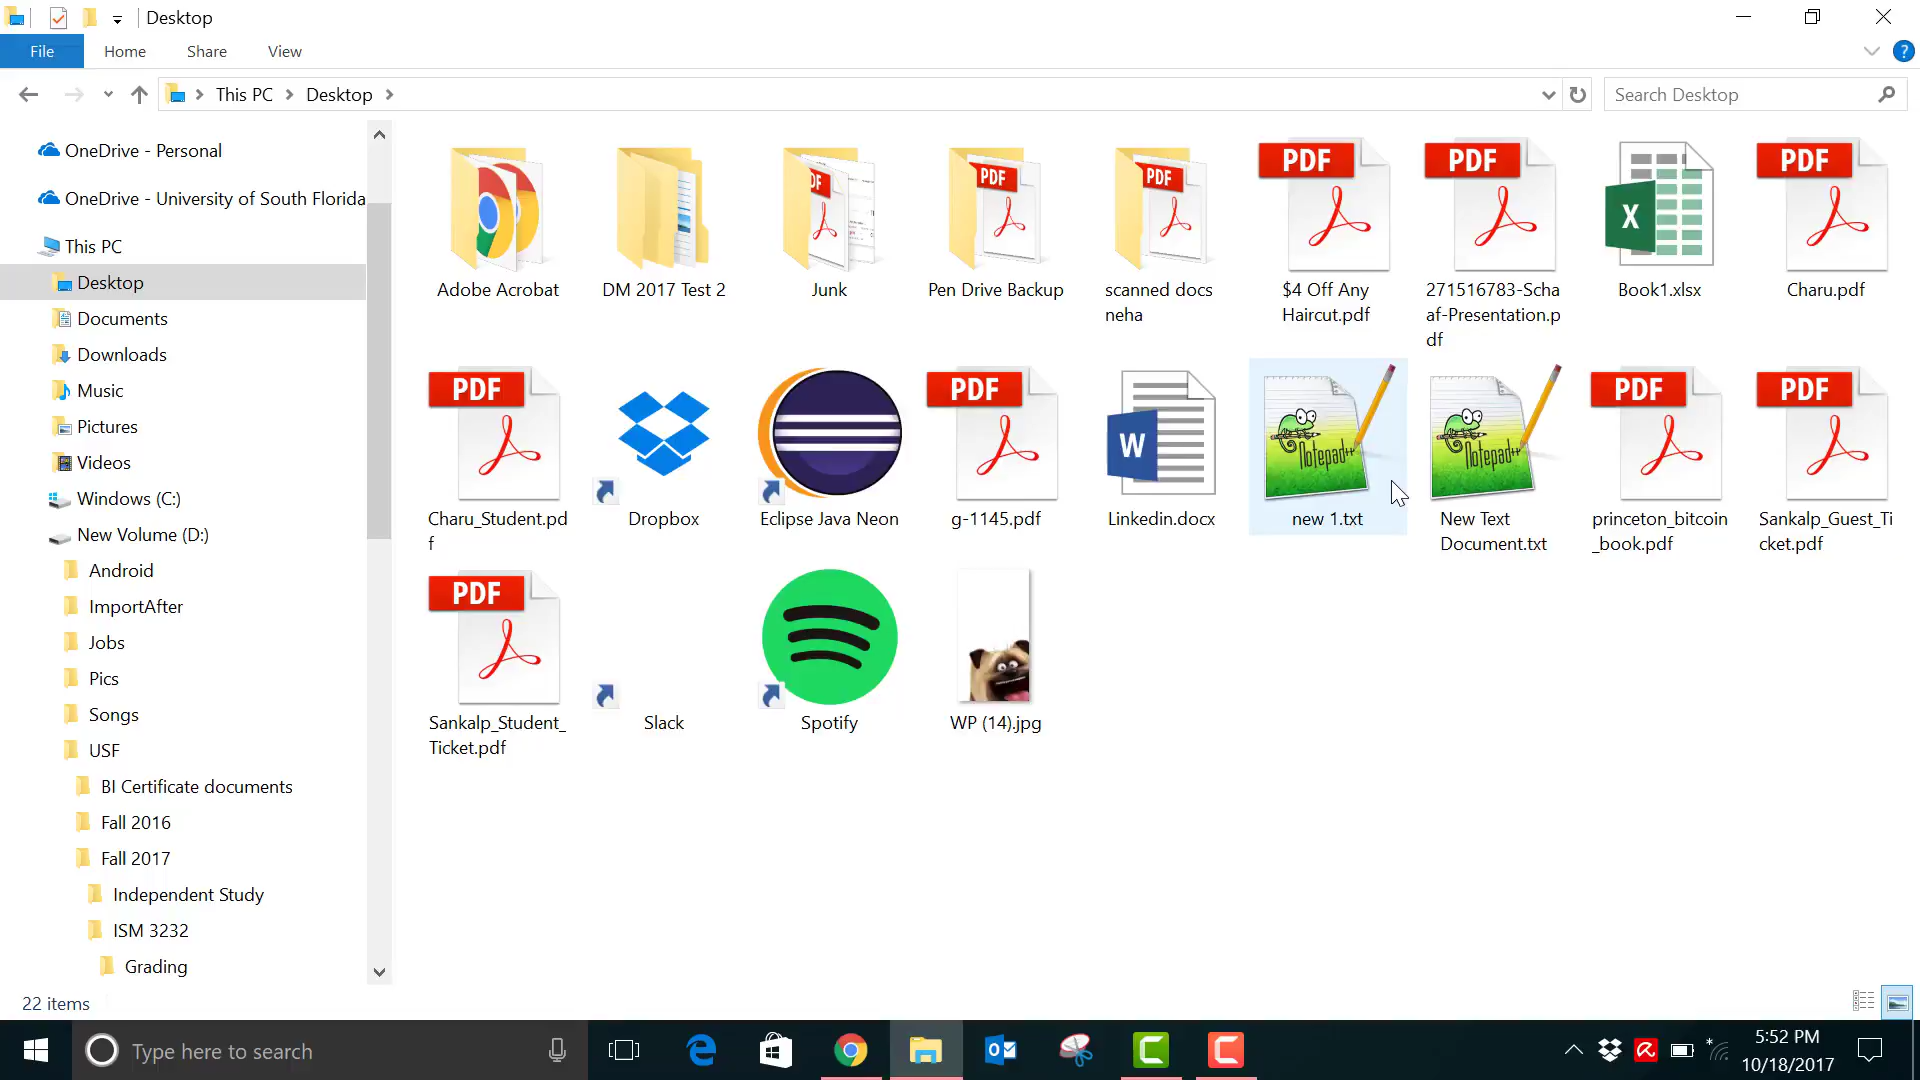 Desktop
File
Home
Share
View
?
This PC
Desktop
Search Desktop
OneDrive - Personal
OneDrive - University of South Florida
This PC
Desktop
Documents
Downloads
Music
Pictures
Videos
Windows (C:)
New Volume (D:)
Android
ImportAfter
Jobs
Pics
Songs
USF
BI Certificate documents
Fall 2016
Fall 2017
Independent Study
ISM 3232
Grading
Adobe Acrobat
DM 2017 Test 2
PDF
Junk
PDF
Pen Drive Backup
PDF
scanned docs
neha
PDF
$4 Off Any
Haircut.pdf
PDF
271516783-Scha
af-Presentation.p
df
X
Book1.xlsx
PDF
Charu.pdf
PDF
Charu_Student.pd
f
Dropbox
Eclipse Java Neon
PDF
g-1145.pdf
W
Linkedin.docx
Notepad++
new 1.txt
Notepad++
New Text
Document.txt
PDF
princeton_bitcoin
_book.pdf
PDF
Sankalp_Guest_Ti
cket.pdf
PDF
Sankalp_Student_
Ticket.pdf
Slack
Spotify
WP (14).jpg
22 items
Type here to search
5:52 PM
10/18/2017